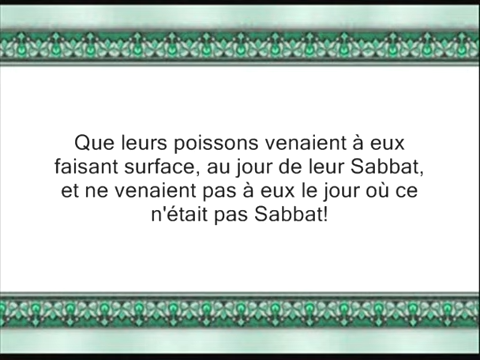 Que leurs poissons venaient à eux
faisant surface, au jour de leur Sabbat,
et ne venaient pas à eux le jour où ce
n'était pas Sabbat!